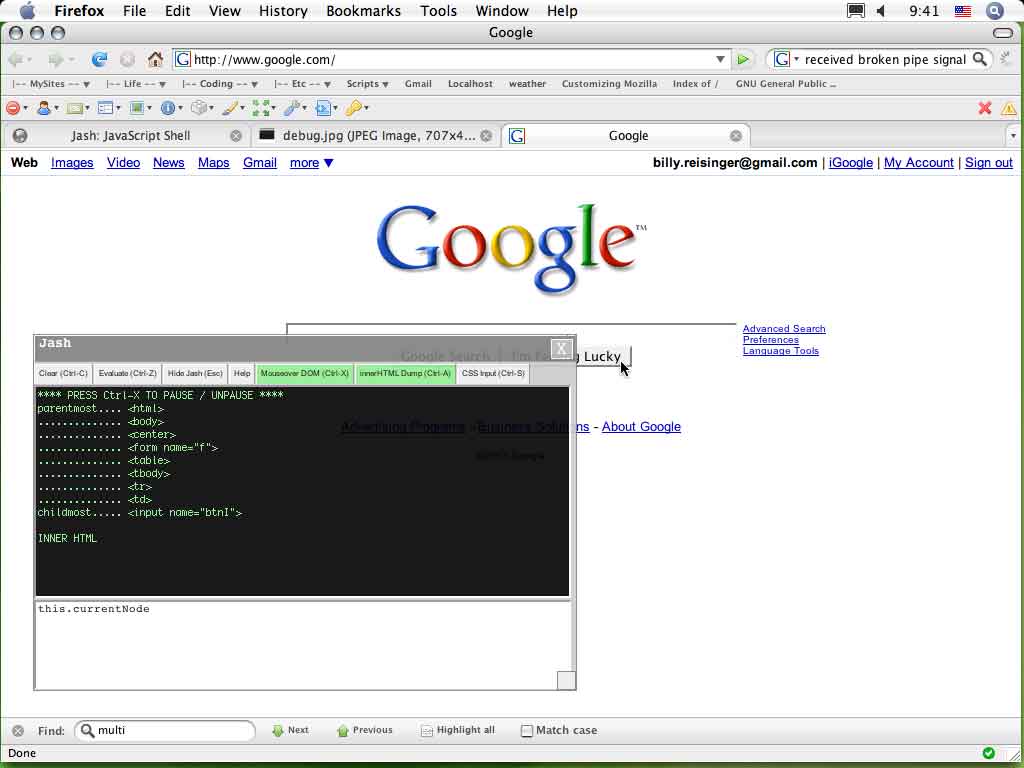 Firefox File Edit View History Bookmarks Tools Window Help 9:41
Google
http://www.google.com/ received broken pipe signal
|-- MySites -- |-- Life -- |-- Coding -- |-- Etc -- Scripts Gmail Localhost weather Customizing Mozilla Index of / GNU General Public ...
Jash: JavaScript Shell debug.jpg (JPEG Image, 707x4... Google
Web Images Video News Maps Gmail more ▼ billy.reisinger@gmail.com | iGoogle | My Account | Sign out
Google™
Advanced Search
Preferences
Language Tools
Jash X
Google Search I'm Feeling Lucky
Clear (Ctrl-C) Evaluate (Ctrl-Z) Hide Jash (Esc) Help Mouseover DOM (Ctrl-X) innerHTML Dump (Ctrl-A) CSS Input (Ctrl-S)
**** PRESS Ctrl-X TO PAUSE / UNPAUSE ****
parentmost.... <html>
.............. <body>
.............. <center>
.............. <form name="f">
.............. <table>
.............. <tbody>
.............. <tr>
.............. <td>
childmost..... <input name="btnI">
INNER HTML
Advertising Programs - Business Solutions - About Google
this.currentNode
Find: multi Next Previous Highlight all Match case
Done